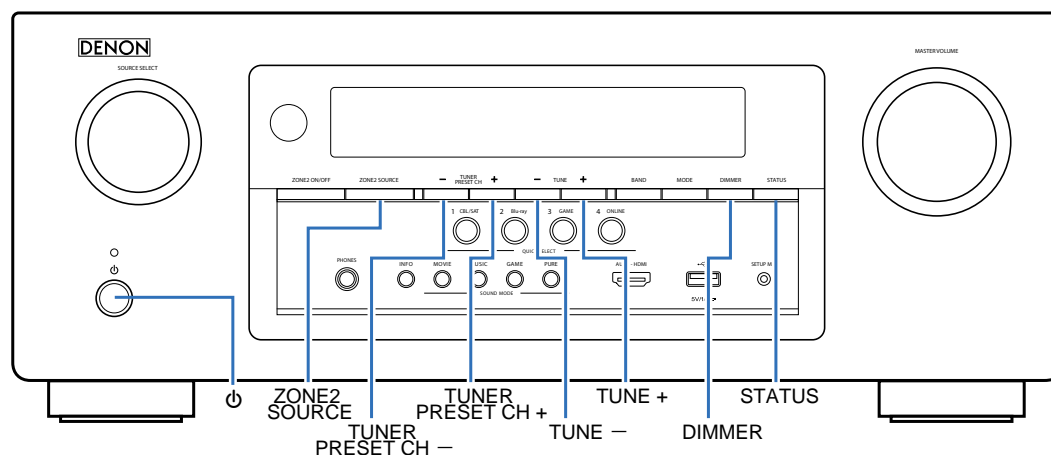 DENON
SOURCE SELECT
MASTER VOLUME
ZONE2 ON/OFF
ZONE2 SOURCE
− TUNER PRESET CH +
− TUNE +
BAND
MODE
DIMMER
STATUS
1 CBL/SAT
2 Blu-ray
3 GAME
4 ONLINE
PHONES
INFO
MOVIE
GAME
PURE
SOUND MODE
HDMI
ZONE2
SOURCE
TUNER
PRESET CH −
TUNER
PRESET CH +
TUNE −
TUNE +
DIMMER
STATUS